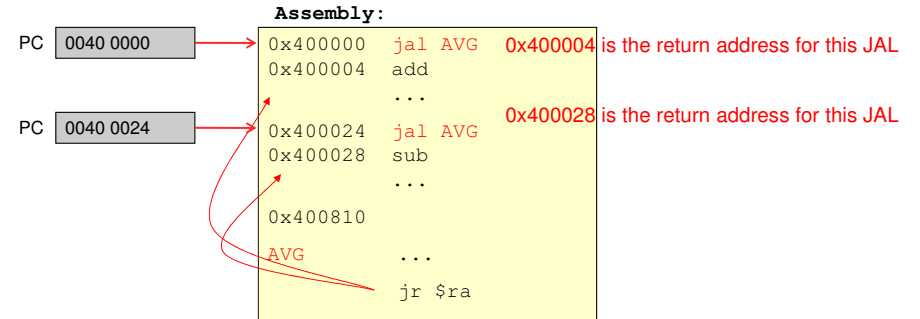 Assembly:
PC 0040 0000 0x400000 jal AVG 0x400004 is the return address for this JAL
0x400004 add
...
0x400028 is the return address for this JAL
PC 0040 0024 0x400024 jal AVG
0x400028 sub
...
0x400810
AVG ...
jr $ra